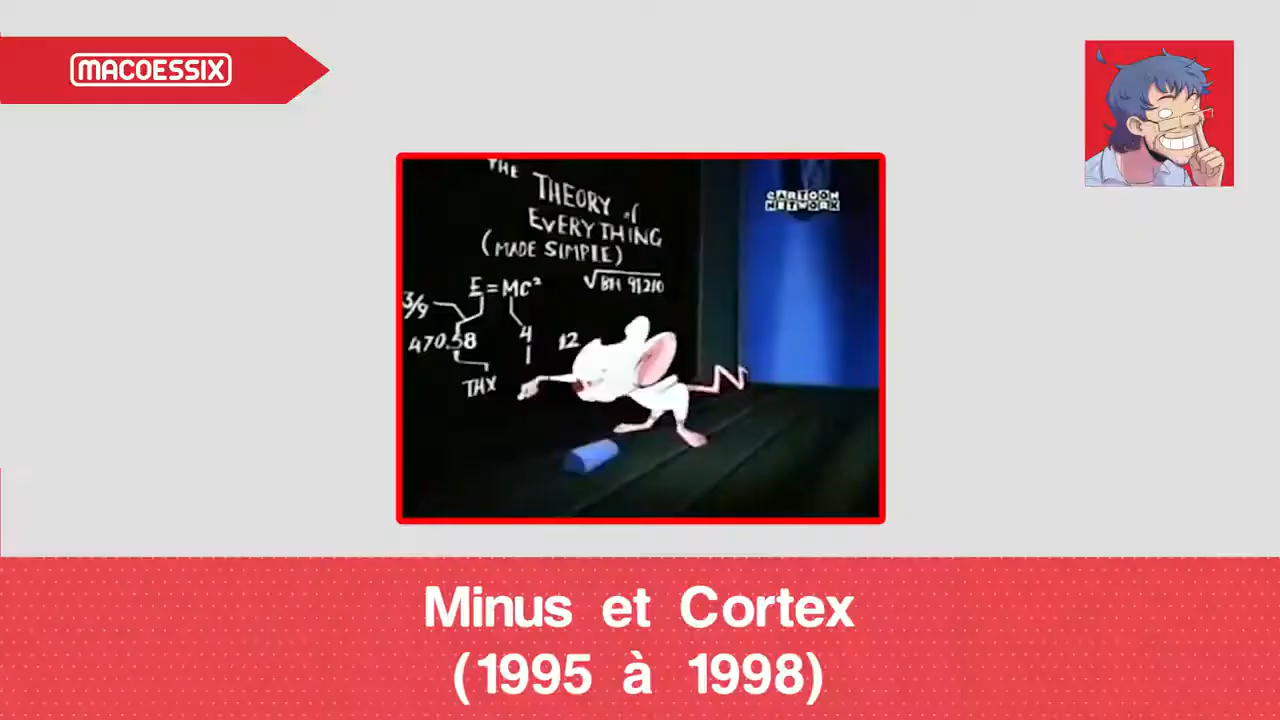 MACOESSIX
THE
THEORY of
EVERYTHING
(MADE SIMPLE)
CARTOON
NETWORK
E=MC²
3/9
470.58
4
12
THX
Minus et Cortex
(1995 à 1998)